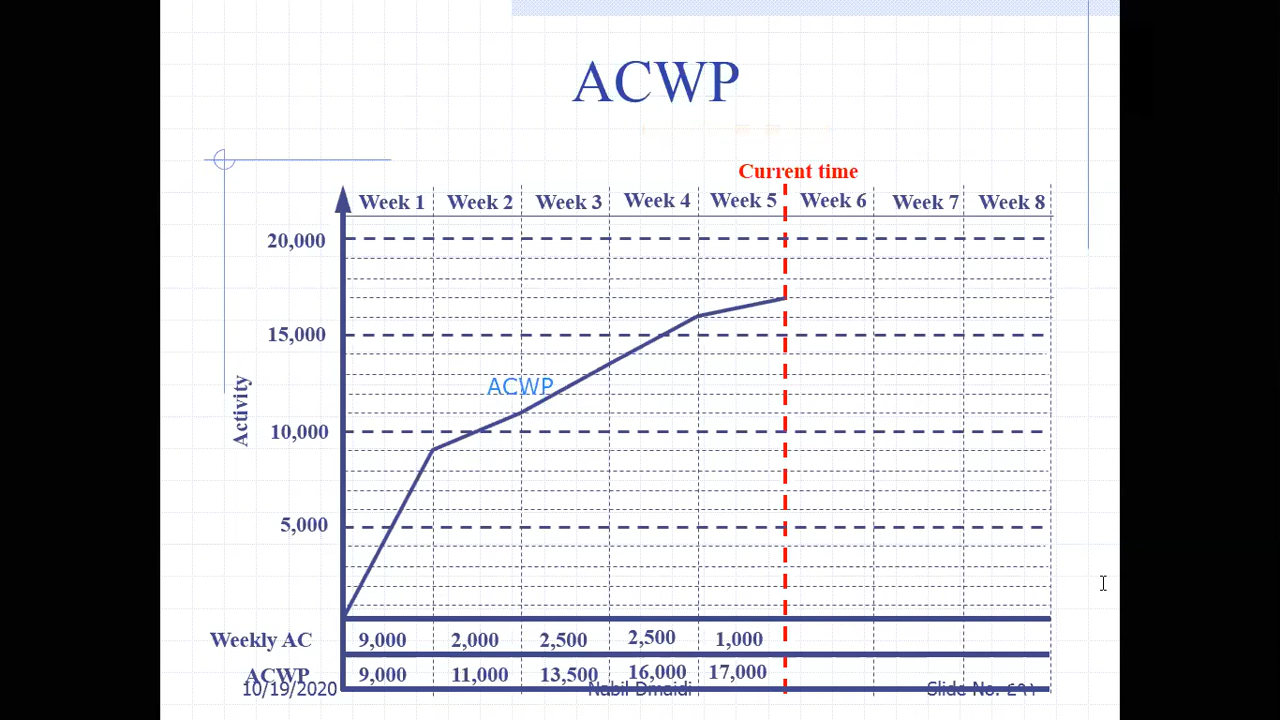 ACWP
Current time
Week 1 Week 2 Week 3 Week 4 Week 5 Week 6 Week 7 Week 8
20,000
15,000
ACWP
Activity
10,000
5,000
Weekly AC 9,000 2,000 2,500 2,500 1,000
ACWP 9,000 11,000 13,500 16,000 17,000
10/19/2020 Nabil Dmaidi Slide No.